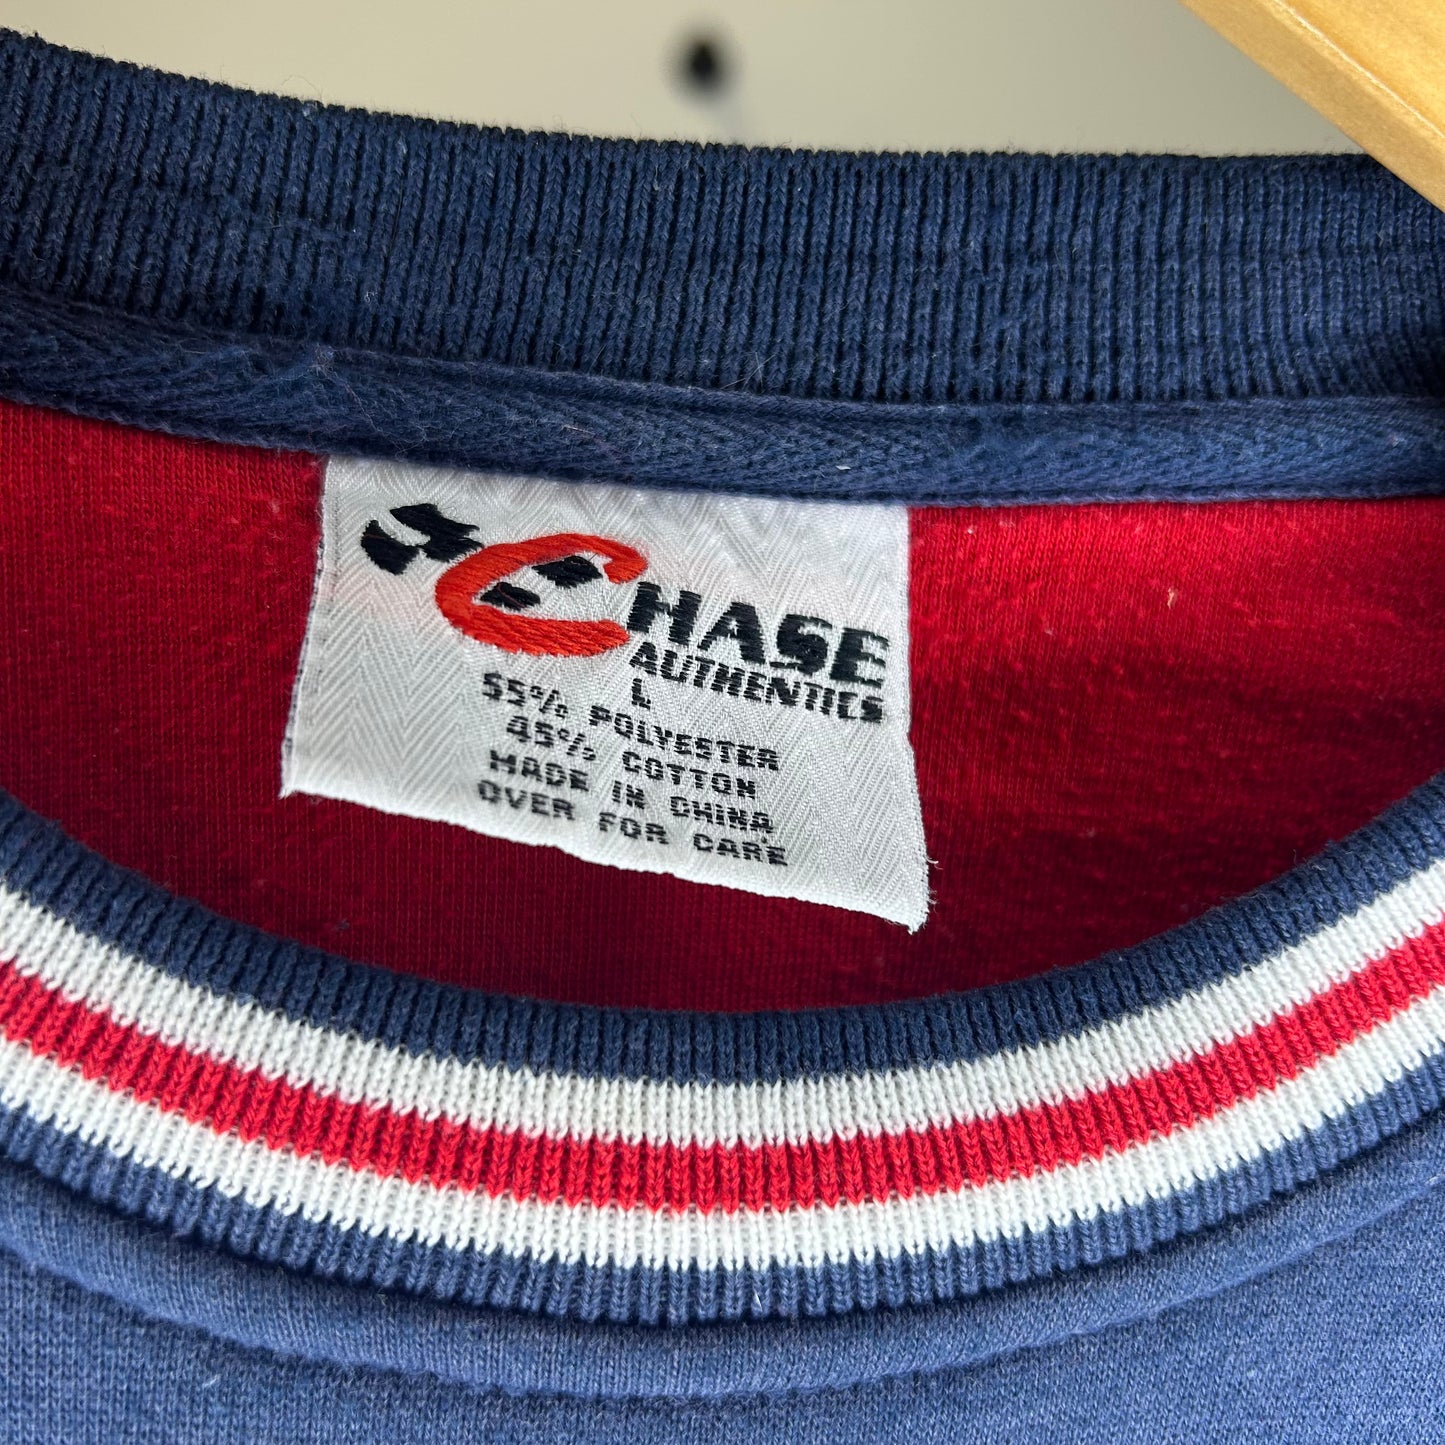 CHASE
AUTHENTICS
L
55% POLYESTER
45% COTTON
MADE IN CHINA
OVER FOR CARE